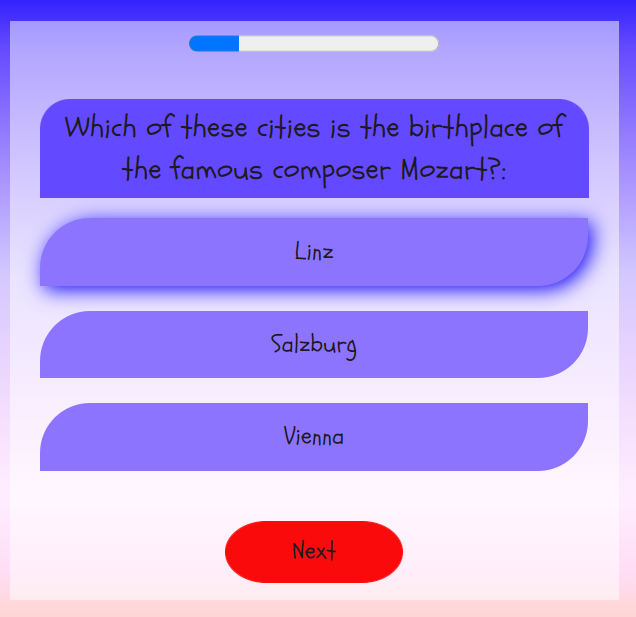 Which of these cities is the birthplace of
the famous composer Mozart?:
Linz
Salzburg
Vienna
Next